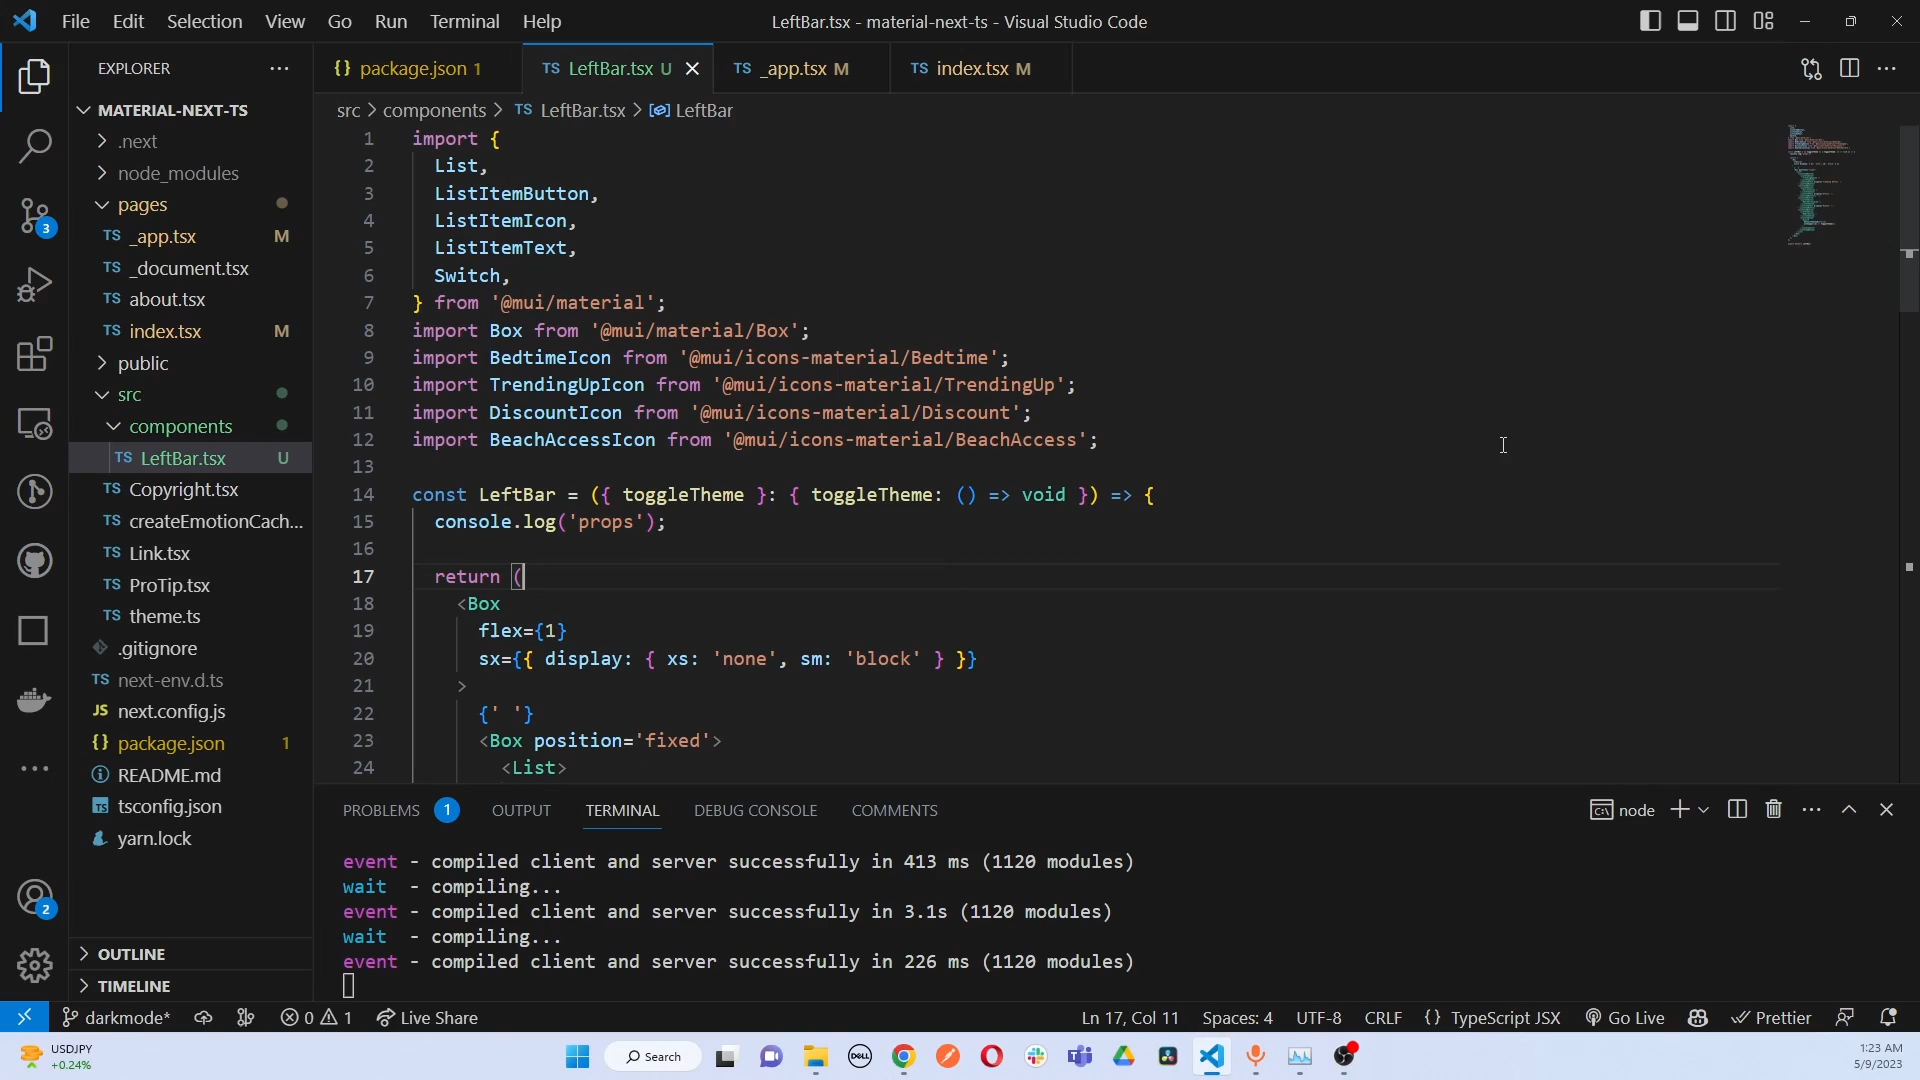 File Edit Selection View Go Run Terminal Help
LeftBar.tsx - material-next-ts - Visual Studio Code
EXPLORER
MATERIAL-NEXT-TS
.next
node_modules
pages
TS _app.tsx M
TS _document.tsx
TS about.tsx
TS index.tsx M
public
src
components
TS LeftBar.tsx U
TS Copyright.tsx
TS createEmotionCach...
TS Link.tsx
TS ProTip.tsx
TS theme.ts
.gitignore
TS next-env.d.ts
JS next.config.js
{} package.json 1
README.md
TS tsconfig.json
yarn.lock
OUTLINE
TIMELINE
3
2
{} package.json 1
TS LeftBar.tsx U
TS _app.tsx M
TS index.tsx M
src > components > TS LeftBar.tsx > LeftBar
1 import {
2 List,
3 ListItemButton,
4 ListItemIcon,
5 ListItemText,
6 Switch,
7 } from '@mui/material';
8 import Box from '@mui/material/Box';
9 import BedtimeIcon from '@mui/icons-material/Bedtime';
10 import TrendingUpIcon from '@mui/icons-material/TrendingUp';
11 import DiscountIcon from '@mui/icons-material/Discount';
12 import BeachAccessIcon from '@mui/icons-material/BeachAccess';
13
14 const LeftBar = ({ toggleTheme }: { toggleTheme: () => void }) => {
15 console.log('props');
16
17 return (
18 <Box
19 flex={1}
20 sx={{ display: { xs: 'none', sm: 'block' } }}
21 >
22 {' '}
23 <Box position='fixed'>
24 <List>
PROBLEMS 1 OUTPUT TERMINAL DEBUG CONSOLE COMMENTS
node
event - compiled client and server successfully in 413 ms (1120 modules)
wait - compiling...
event - compiled client and server successfully in 3.1s (1120 modules)
wait - compiling...
event - compiled client and server successfully in 226 ms (1120 modules)
darkmode* 0 1 Live Share
Ln 17, Col 11 Spaces: 4 UTF-8 CRLF {} TypeScript JSX Go Live Prettier
USDJPY
+0.24%
Search
DELL
1:23 AM
5/9/2023